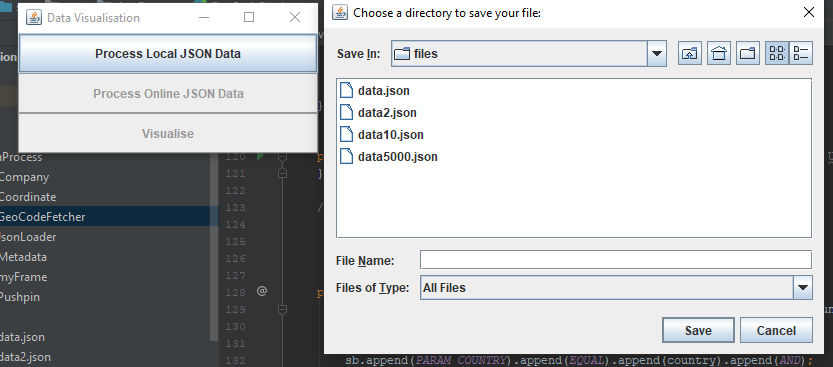 Data Visualisation
Process Local JSON Data
Process Online JSON Data
Visualise
Process
Company
Coordinate
GeoCodeFetcher
JsonLoader
Metadata
myFrame
Pushpin
data.json
data2.json
120
121 }
122
123 /
124
125
126
127
128 @ p
129
130
131
132 sb.append(PARAM_COUNTRY).append(EQUAL).append(country).append(AND);
Choose a directory to save your file:
Save In: files
data.json
data2.json
data10.json
data5000.json
File Name:
Files of Type: All Files
Save Cancel